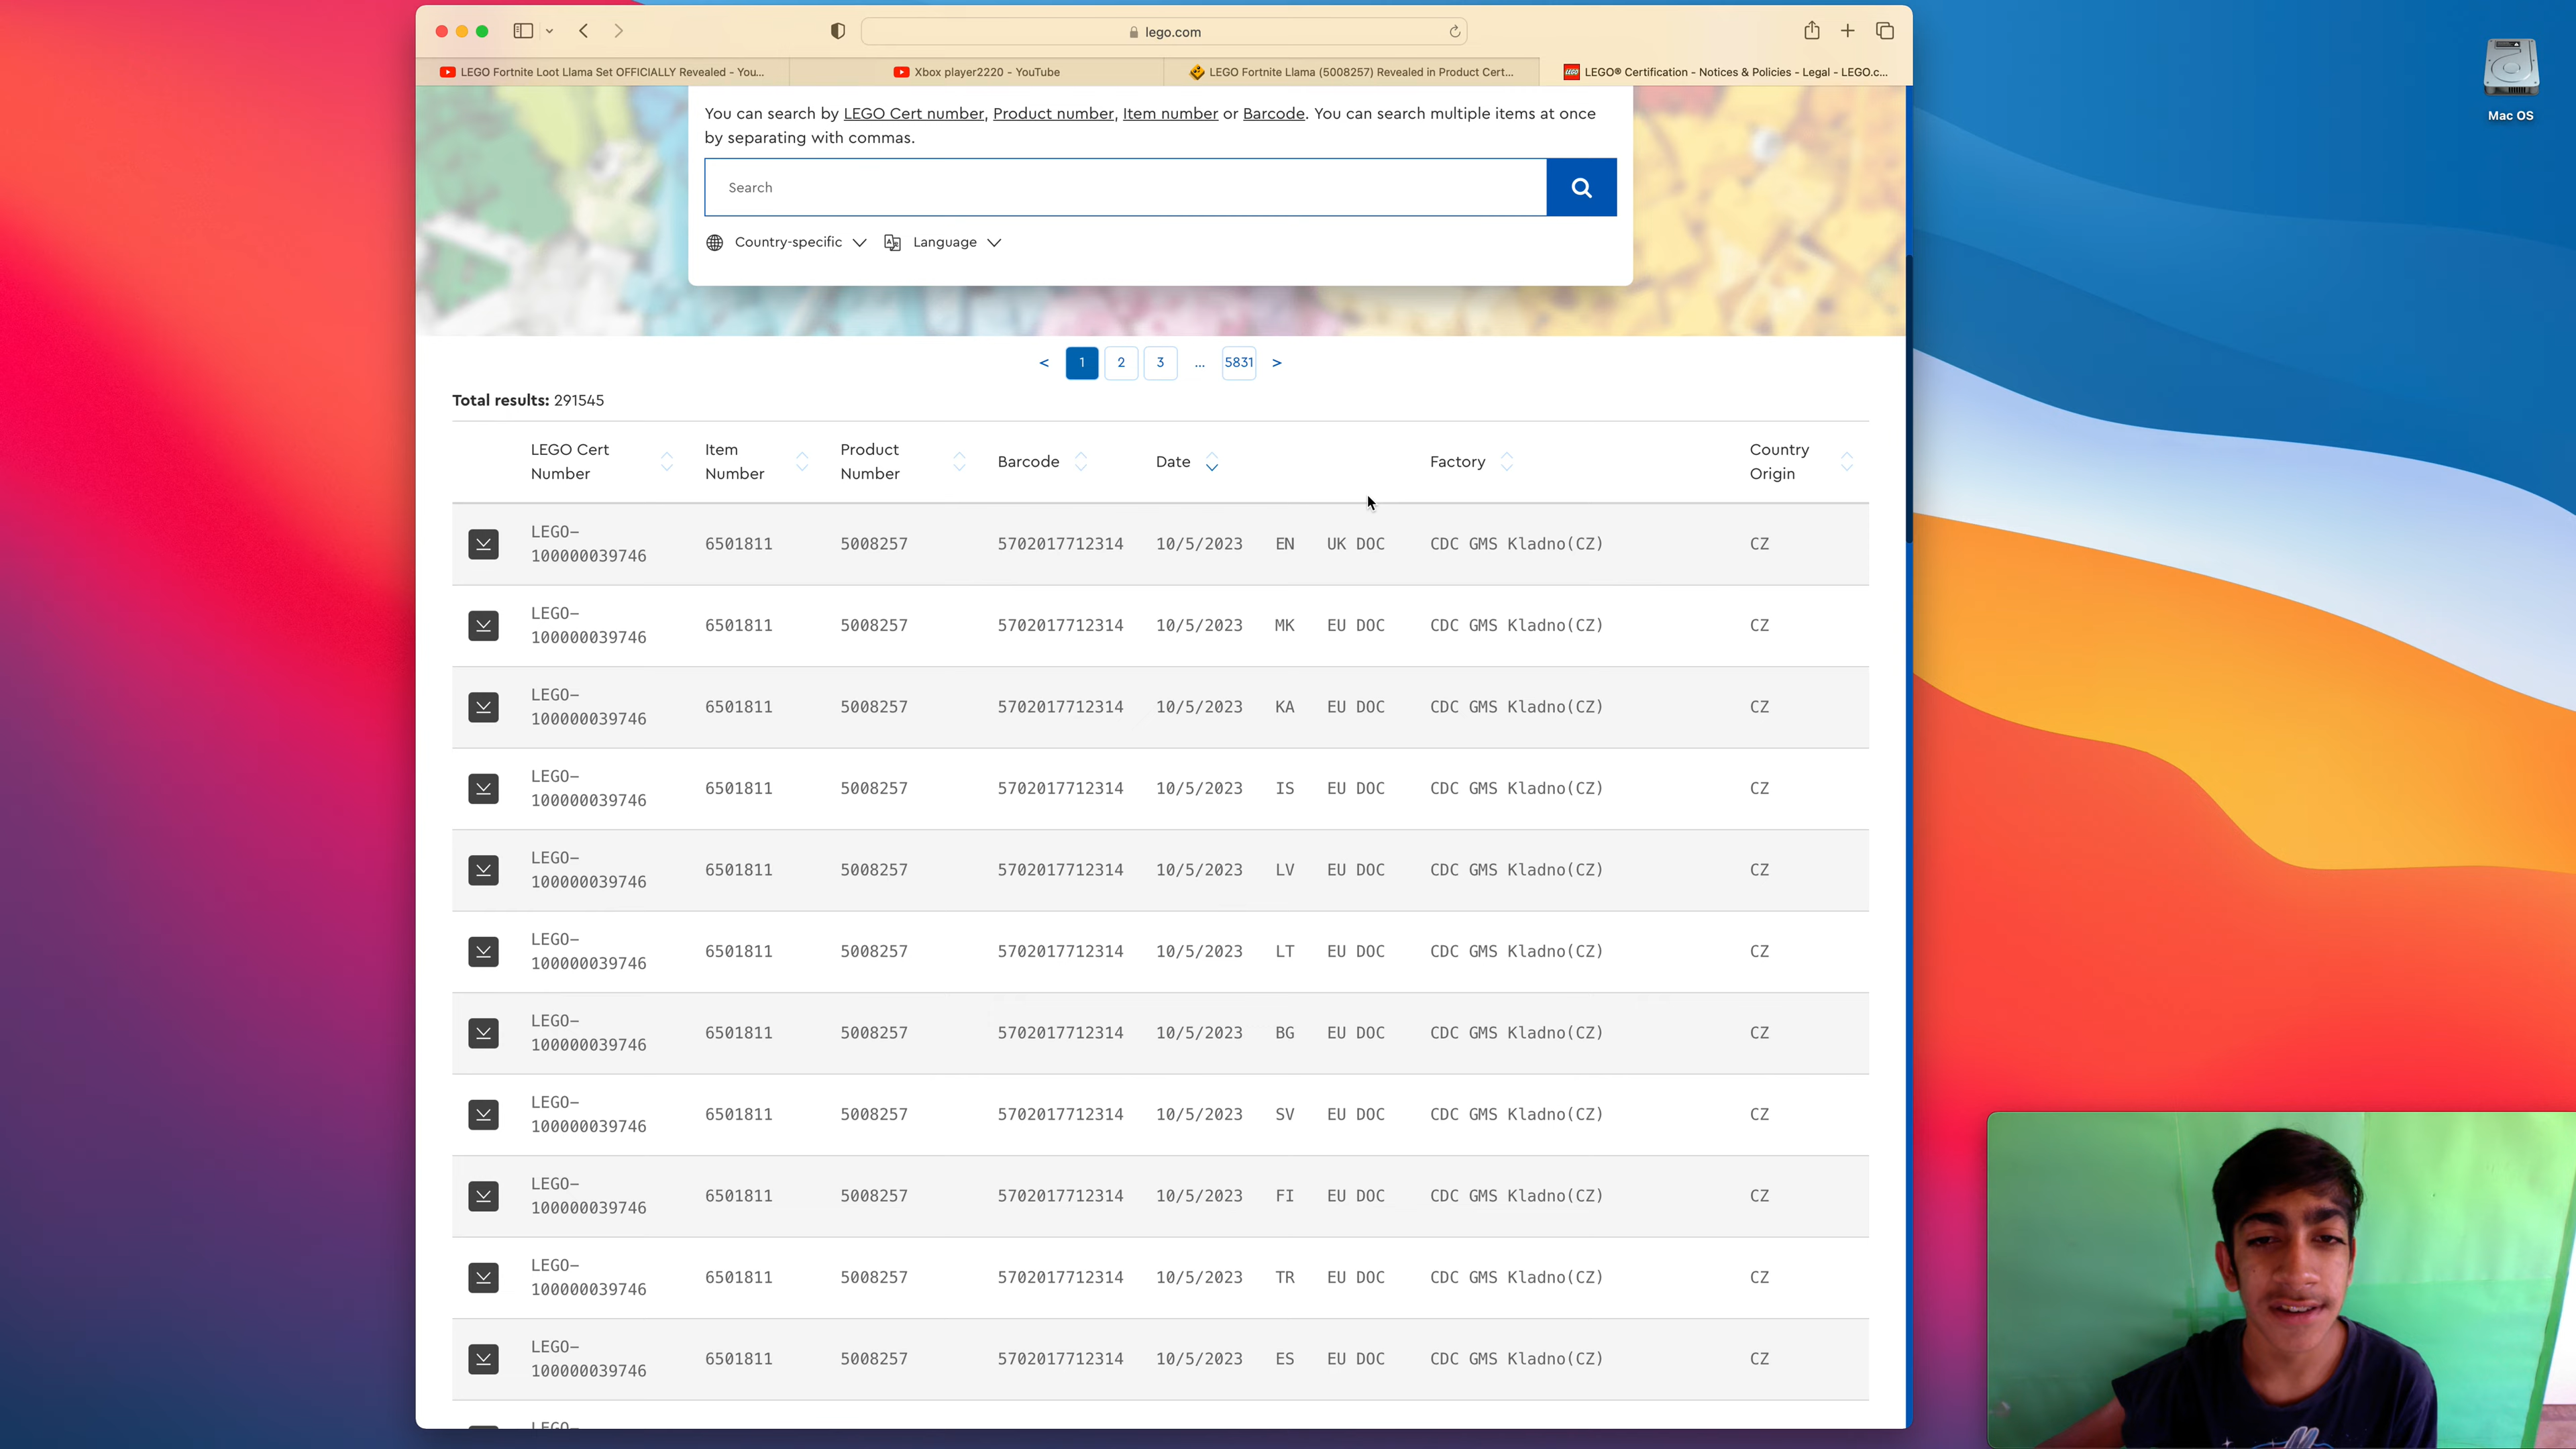 lego.com
LEGO Fortnite Loot Llama Set OFFICIALLY Revealed - You...
Xbox player2220 - YouTube
LEGO Fortnite Llama (5008257) Revealed in Product Cert...
LEGO® Certification - Notices & Policies - Legal - LEGO.c...
Mac OS
You can search by LEGO Cert number, Product number, Item number or Barcode. You can search multiple items at once
by separating with commas.
Search
Country-specific Language
< 1 2 3 ... 5831 >
Total results: 291545
LEGO Cert Number Item Number Product Number Barcode Date Factory Country Origin
LEGO-100000039746 6501811 5008257 5702017712314 10/5/2023 EN UK DOC CDC GMS Kladno(CZ) CZ
LEGO-100000039746 6501811 5008257 5702017712314 10/5/2023 MK EU DOC CDC GMS Kladno(CZ) CZ
LEGO-100000039746 6501811 5008257 5702017712314 10/5/2023 KA EU DOC CDC GMS Kladno(CZ) CZ
LEGO-100000039746 6501811 5008257 5702017712314 10/5/2023 IS EU DOC CDC GMS Kladno(CZ) CZ
LEGO-100000039746 6501811 5008257 5702017712314 10/5/2023 LV EU DOC CDC GMS Kladno(CZ) CZ
LEGO-100000039746 6501811 5008257 5702017712314 10/5/2023 LT EU DOC CDC GMS Kladno(CZ) CZ
LEGO-100000039746 6501811 5008257 5702017712314 10/5/2023 BG EU DOC CDC GMS Kladno(CZ) CZ
LEGO-100000039746 6501811 5008257 5702017712314 10/5/2023 SV EU DOC CDC GMS Kladno(CZ) CZ
LEGO-100000039746 6501811 5008257 5702017712314 10/5/2023 FI EU DOC CDC GMS Kladno(CZ) CZ
LEGO-100000039746 6501811 5008257 5702017712314 10/5/2023 TR EU DOC CDC GMS Kladno(CZ) CZ
LEGO-100000039746 6501811 5008257 5702017712314 10/5/2023 ES EU DOC CDC GMS Kladno(CZ) CZ